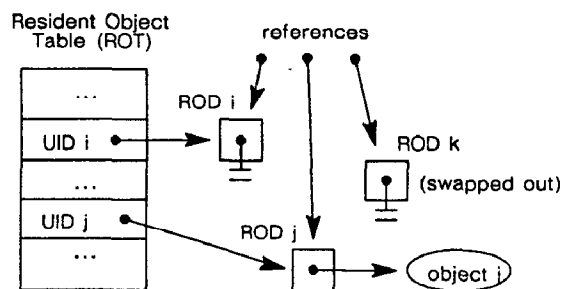 Resident Object
Table (ROT)
references
...
ROD i
UID i
ROD k
...
(swapped out)
UID j
ROD j
...
object j